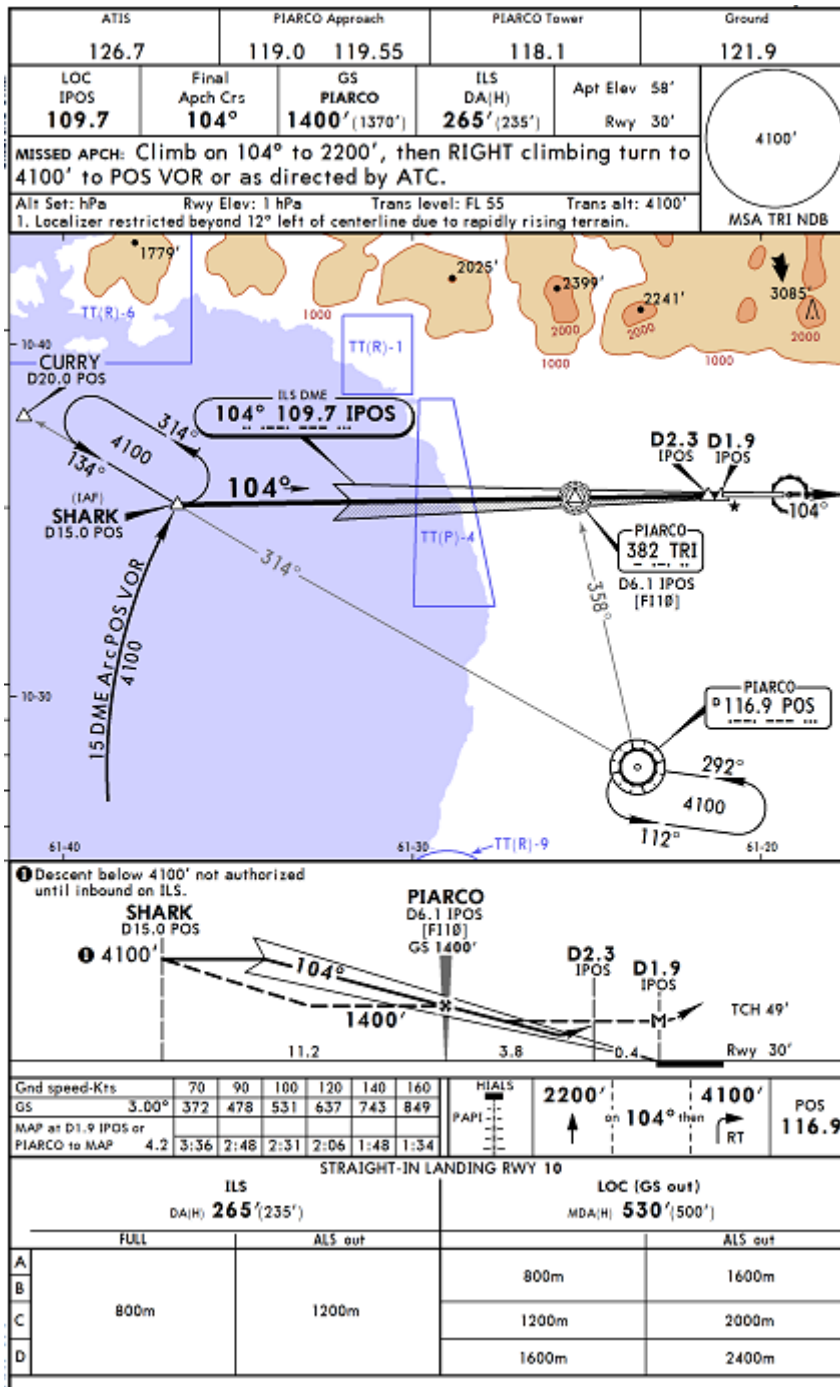 ATIS
126.7
PIARCO Approach
119.0 119.55
PIARCO Tower
118.1
Ground
121.9
LOC
IPOS
109.7
Final
Apch Crs
104°
GS
PIARCO
1400'(1370')
ILS
DA(H)
265'(235')
Apt Elev 58'
Rwy 30'
4100'
MSA TRI NDB
MISSED APCH: Climb on 104° to 2200', then RIGHT climbing turn to
4100' to POS VOR or as directed by ATC.
Alt Set: hPa Rwy Elev: 1 hPa Trans level: FL 55 Trans alt: 4100'
1. Localizer restricted beyond 12° left of centerline due to rapidly rising terrain.
1779'
2025'
2399'
2241'
3085'
1000
2000
1000
2000
1000
2000
TT(R)-6
TT(R)-1
10-40
CURRY
D20.0 POS
ILS DME
104° 109.7 IPOS
314°
4100
134°
104°
(IAF)
SHARK
D15.0 POS
D2.3
IPOS
D1.9
IPOS
104°
TT(P)-4
PIARCO
382 TRI
D6.1 IPOS
[FI10]
314°
358°
15 DME Arc POS VOR
4100
10-30
PIARCO
D 116.9 POS
292°
4100
112°
TT(R)-9
61-40
61-30
61-20
1 Descent below 4100' not authorized
until inbound on ILS.
SHARK
D15.0 POS
1 4100'
104°
1400'
PIARCO
D6.1 IPOS
[FI10]
GS 1400'
D2.3
IPOS
D1.9
IPOS
M
TCH 49'
Rwy 30'
11.2
3.8
0.4
Gnd speed-Kts 70 90 100 120 140 160
GS 3.00° 372 478 531 637 743 849
MAP at D1.9 IPOS or
PIARCO to MAP 4.2 3:36 2:48 2:31 2:06 1:48 1:34
HIALS
PAPI
2200'
on 104° then
4100'
RT
POS
116.9
STRAIGHT-IN LANDING RWY 10
ILS
DA(H) 265'(235')
LOC (GS out)
MDA(H) 530'(500')
FULL
ALS out
ALS out
A
B
C
D
800m
1200m
800m
1600m
1200m
2000m
1600m
2400m